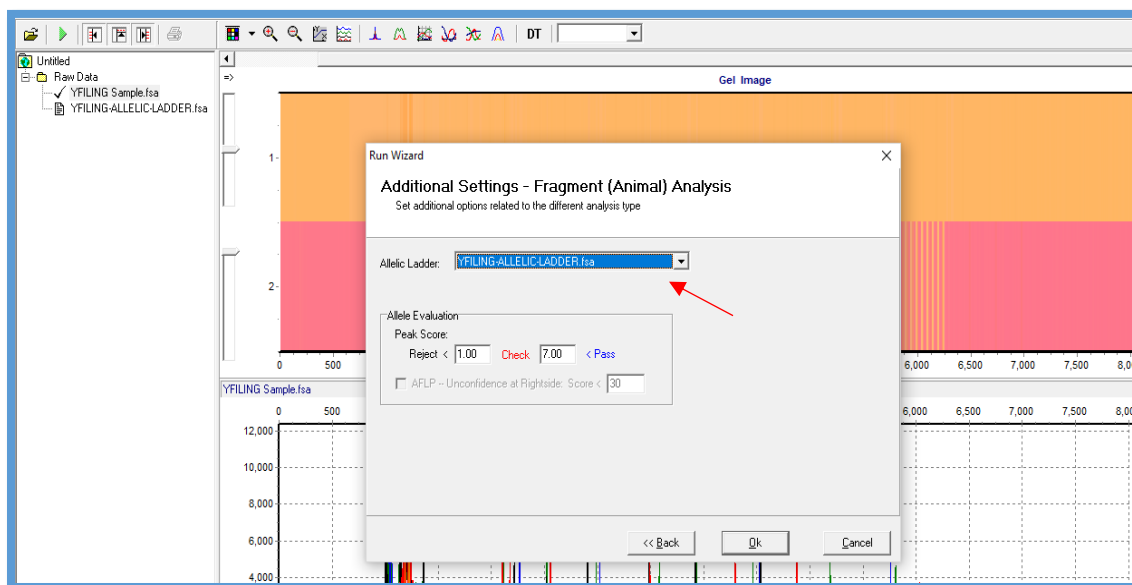 DT
Untitled
Raw Data
YFILING Sample.fsa
YFILING-ALLELIC-LADDER.fsa
=>
Gel Image
1-
2-
0 500 6,000 6,500 7,000 7,500 8,0
Run Wizard
Additional Settings - Fragment (Animal) Analysis
Set additional options related to the different analysis type
Allelic Ladder: YFILING-ALLELIC-LADDER.fsa
Allele Evaluation
Peak Score:
Reject < 1.00 Check 7.00 < Pass
AFLP -- Unconfidence at Rightside: Score < 30
<< Back Ok Cancel
YFILING Sample.fsa
0 500 6,000 6,500 7,000 7,500 8,00
12,000
10,000
8,000
6,000
4,000